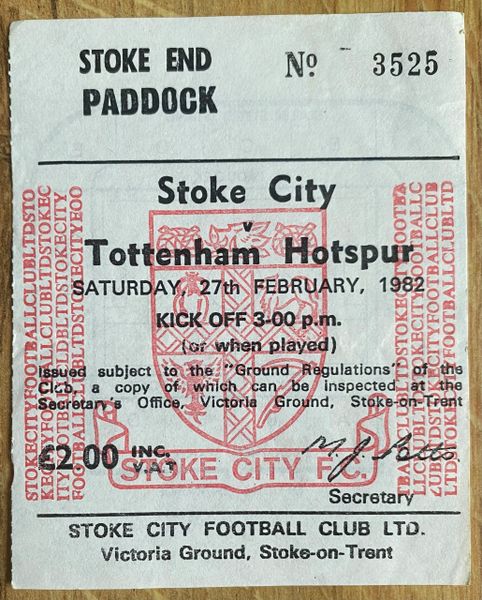 STOKE END
PADDOCK
Nº 3525
Stoke City
v
Tottenham Hotspur
SATURDAY, 27th FEBRUARY, 1982
KICK OFF 3-00 p.m.
(or when played)
Issued subject to the "Ground Regulations" of the
Club, a copy of which can be inspected at the
Secretary's Office, Victoria Ground, Stoke-on-Trent
£2.00 INC.
V.A.T
M. J. Potts
STOKE CITY F.C.
Secretary
STOKE CITY FOOTBALL CLUB LTD.
Victoria Ground, Stoke-on-Trent